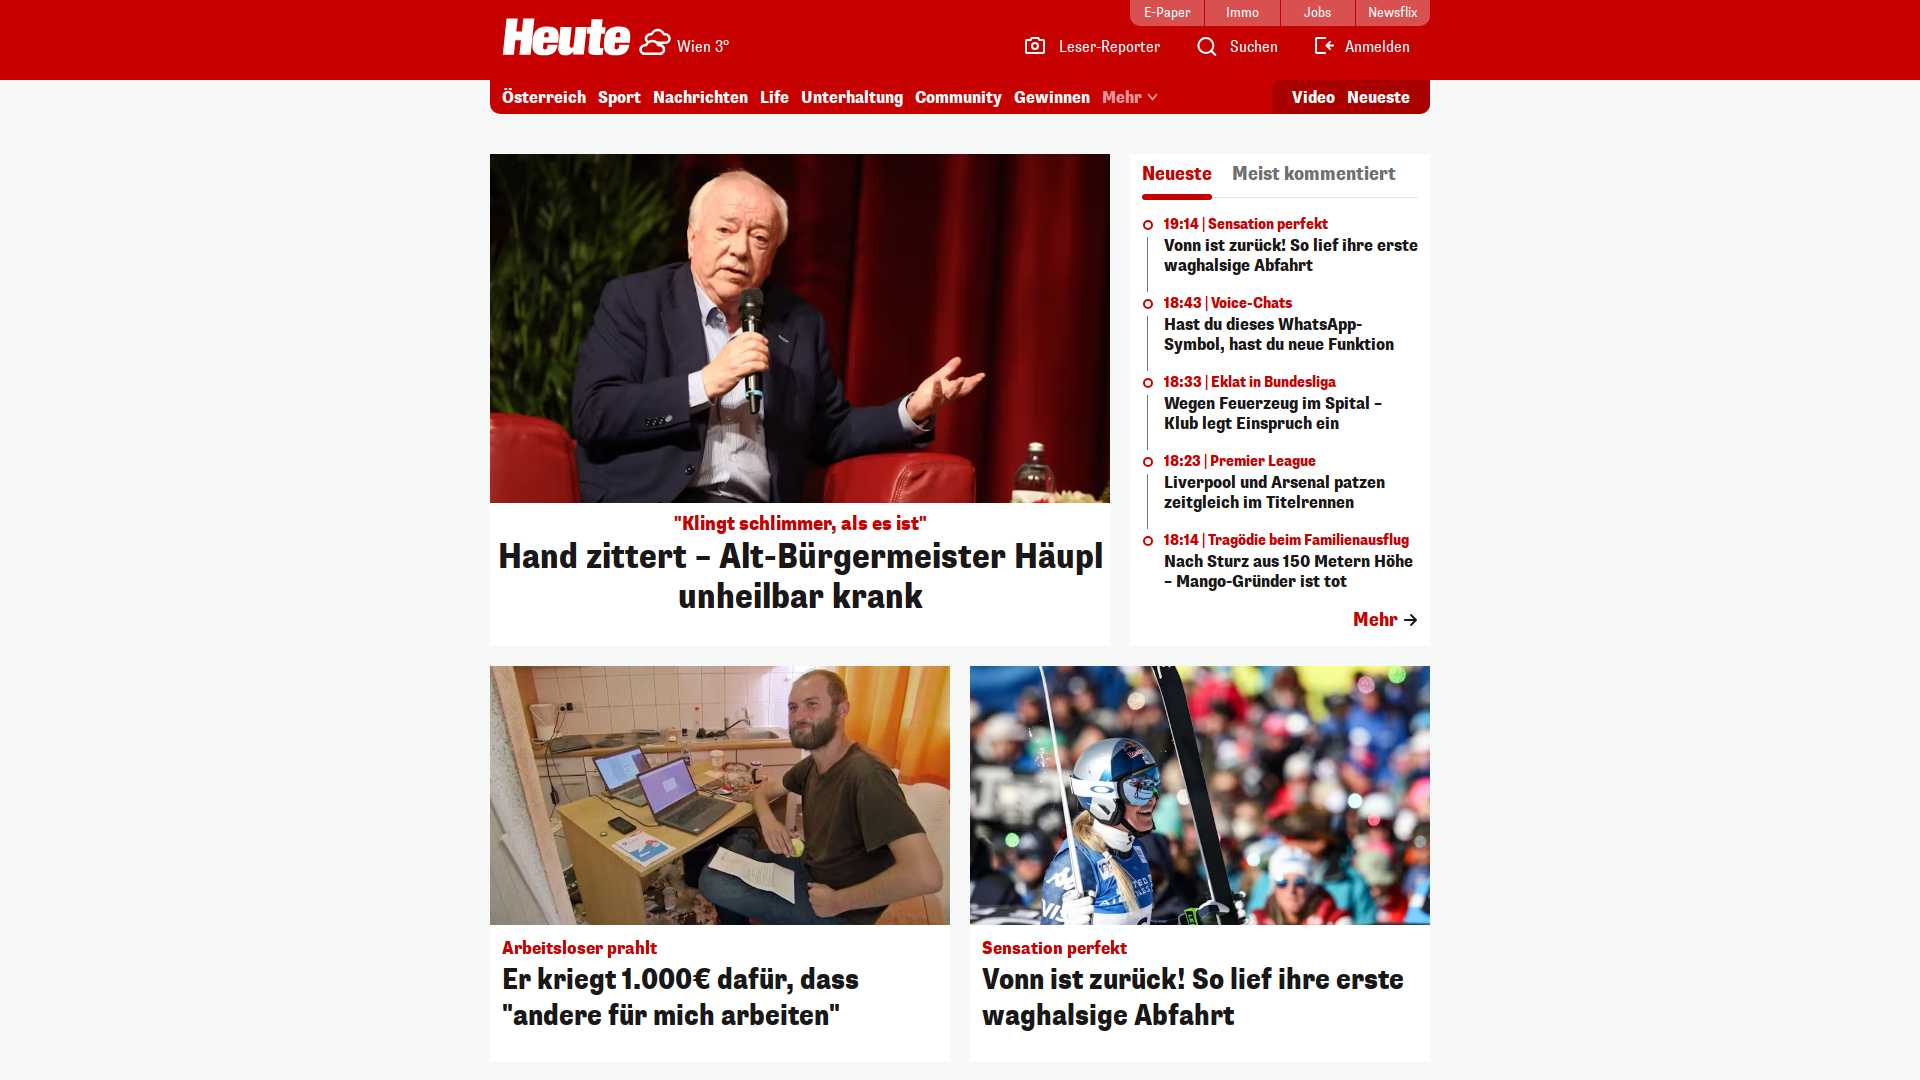 E-Paper
Immo
Jobs
Newsflix
Heute
Wien 3°
Leser-Reporter
Suchen
Anmelden
Österreich
Sport
Nachrichten
Life
Unterhaltung
Community
Gewinnen
Mehr
Video
Neueste
"Klingt schlimmer, als es ist"
Hand zittert – Alt-Bürgermeister Häupl
unheilbar krank
Neueste
Meist kommentiert
19:14 | Sensation perfekt
Vonn ist zurück! So lief ihre erste
waghalsige Abfahrt
18:43 | Voice-Chats
Hast du dieses WhatsApp-
Symbol, hast du neue Funktion
18:33 | Eklat in Bundesliga
Wegen Feuerzeug im Spital –
Klub legt Einspruch ein
18:23 | Premier League
Liverpool und Arsenal patzen
zeitgleich im Titelrennen
18:14 | Tragödie beim Familienausflug
Nach Sturz aus 150 Metern Höhe
– Mango-Gründer ist tot
Mehr
Arbeitsloser prahlt
Er kriegt 1.000€ dafür, dass
"andere für mich arbeiten"
Sensation perfekt
Vonn ist zurück! So lief ihre erste
waghalsige Abfahrt